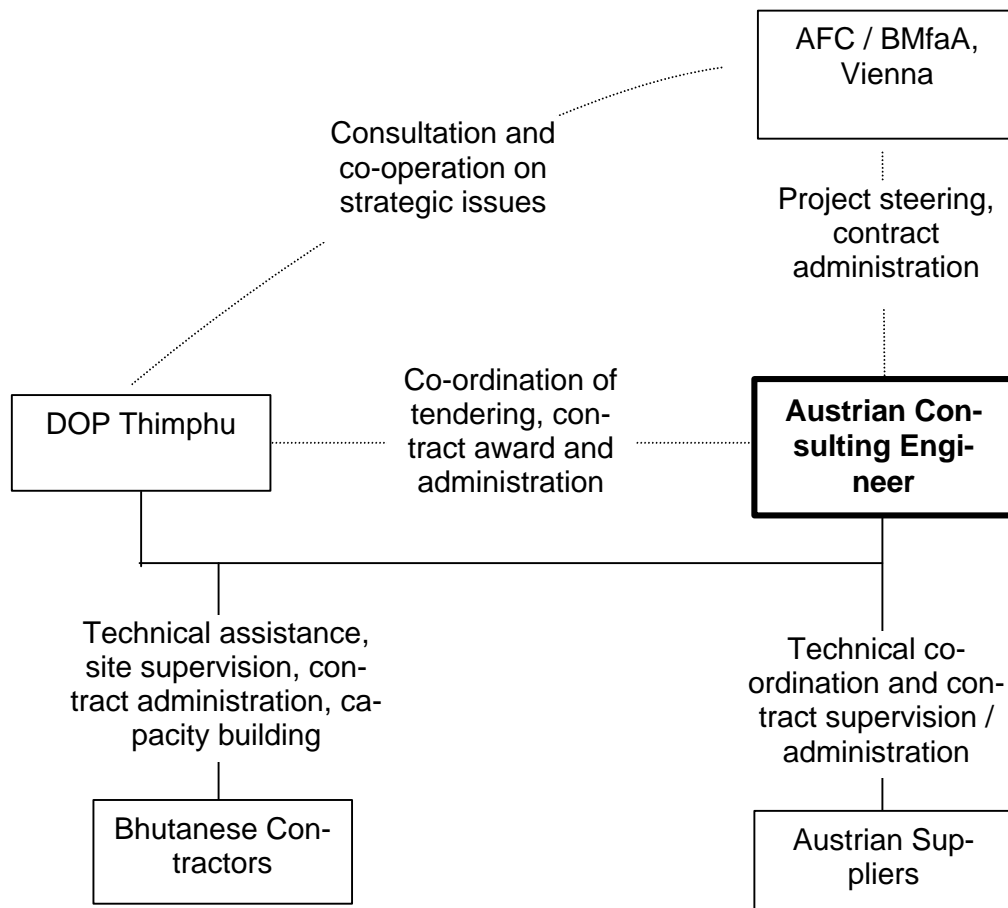 AFC / BMfaA,
Vienna
Consultation and
co-operation on
strategic issues
Project steering,
contract
administration
DOP Thimphu
Co-ordination of
tendering, con-
tract award and
administration
Austrian Con-
sulting Engi-
neer
Technical assistance,
site supervision, con-
tract administration, ca-
pacity building
Technical co-
ordination and con-
tract supervision /
administration
Bhutanese Con-
tractors
Austrian Sup-
pliers